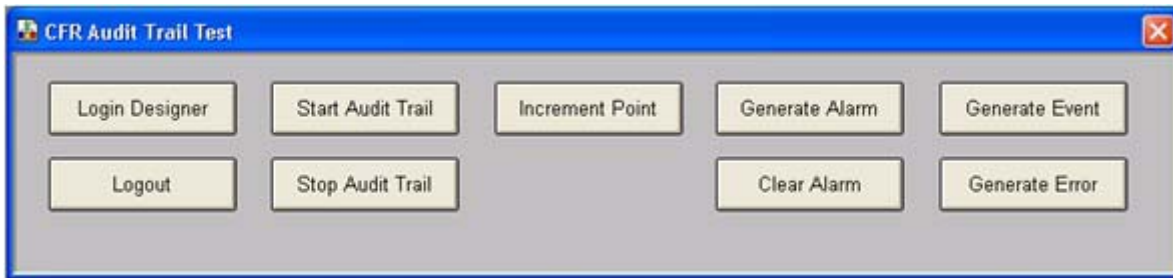 CFR Audit Trail Test
Login Designer Start Audit Trail Increment Point Generate Alarm Generate Event
Logout Stop Audit Trail Clear Alarm Generate Error